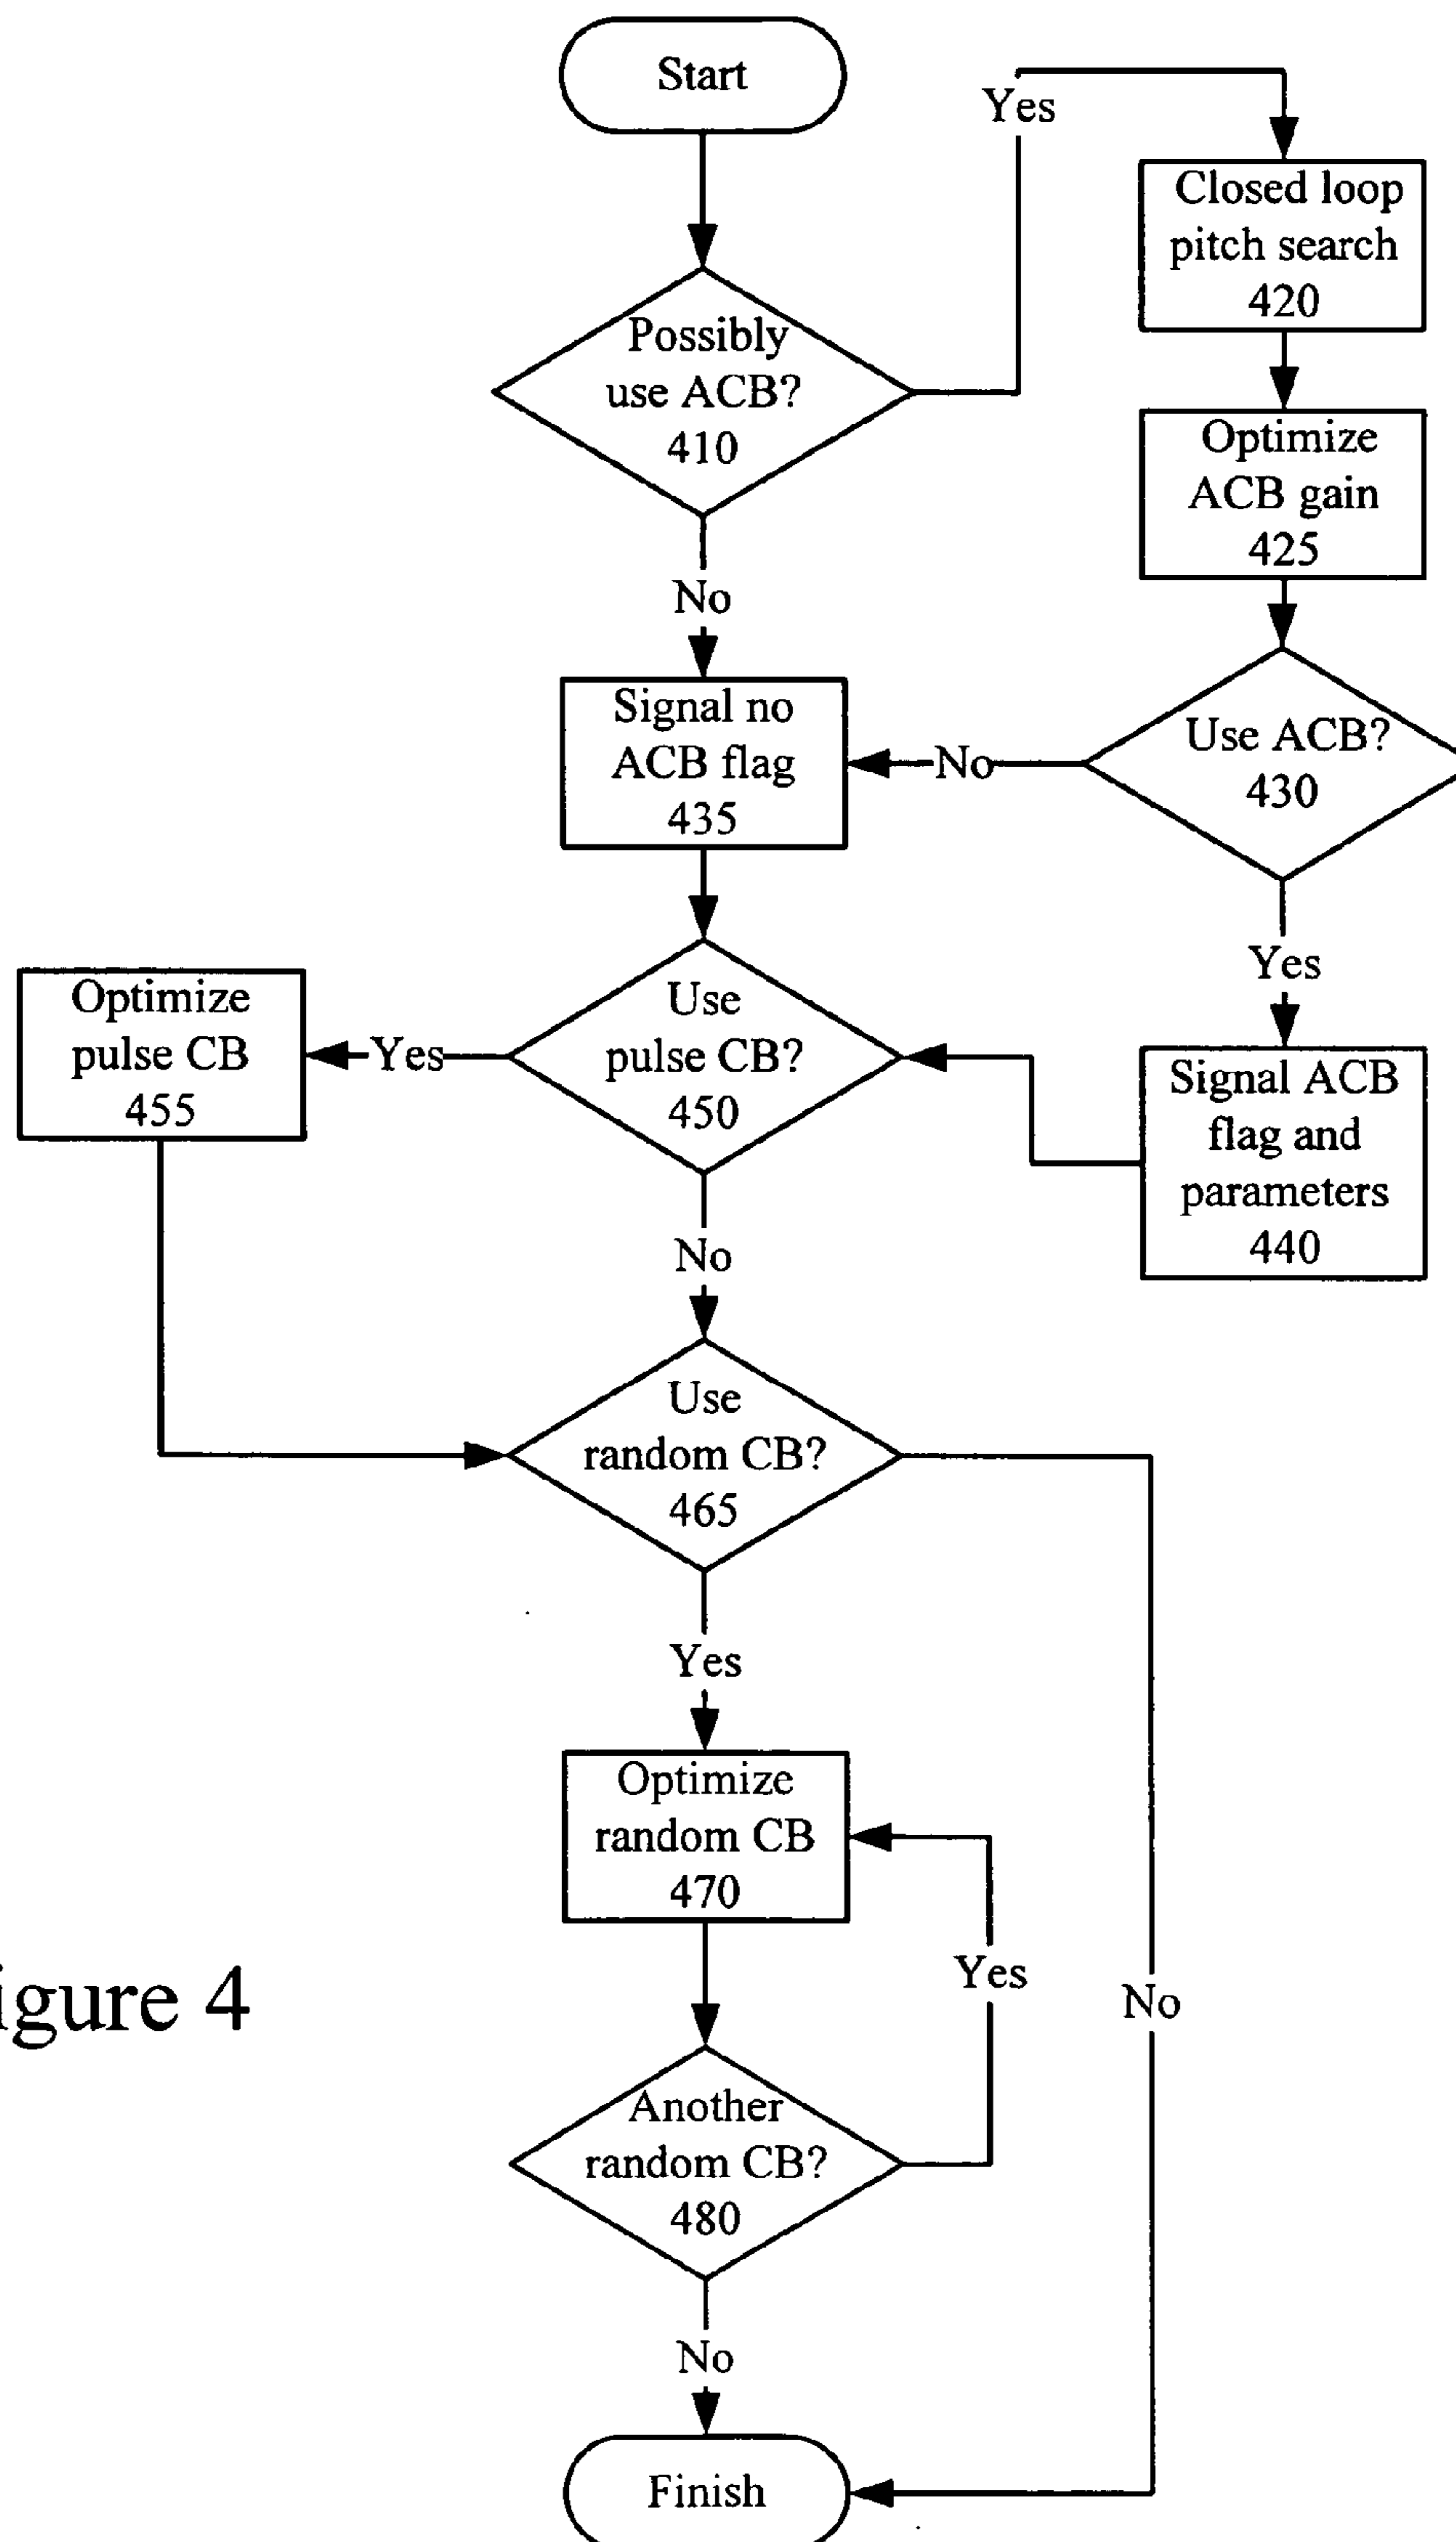 Start
Yes
Closed loop
pitch search
420
Possibly
use ACB?
410
Optimize
ACB gain
425
No
Signal no
ACB flag
435
No
Use ACB?
430
Yes
Optimize
pulse CB
455
Yes
Use
pulse CB?
450
Signal ACB
flag and
parameters
440
No
Use
random CB?
465
Yes
Optimize
random CB
470
Yes
No
igure 4
Another
random CB?
480
No
Finish